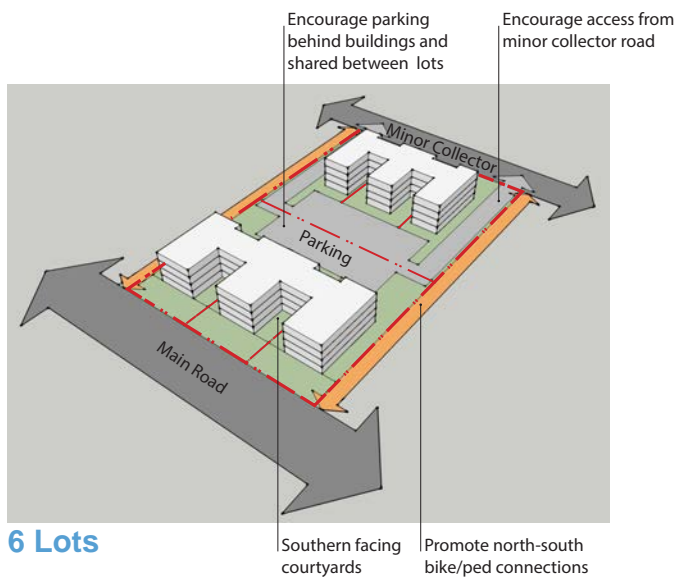 Encourage parking
behind buildings and
shared between lots
Encourage access from
minor collector road
Minor Collector
Parking
Main Road
6 Lots
Southern facing
courtyards
Promote north-south
bike/ped connections